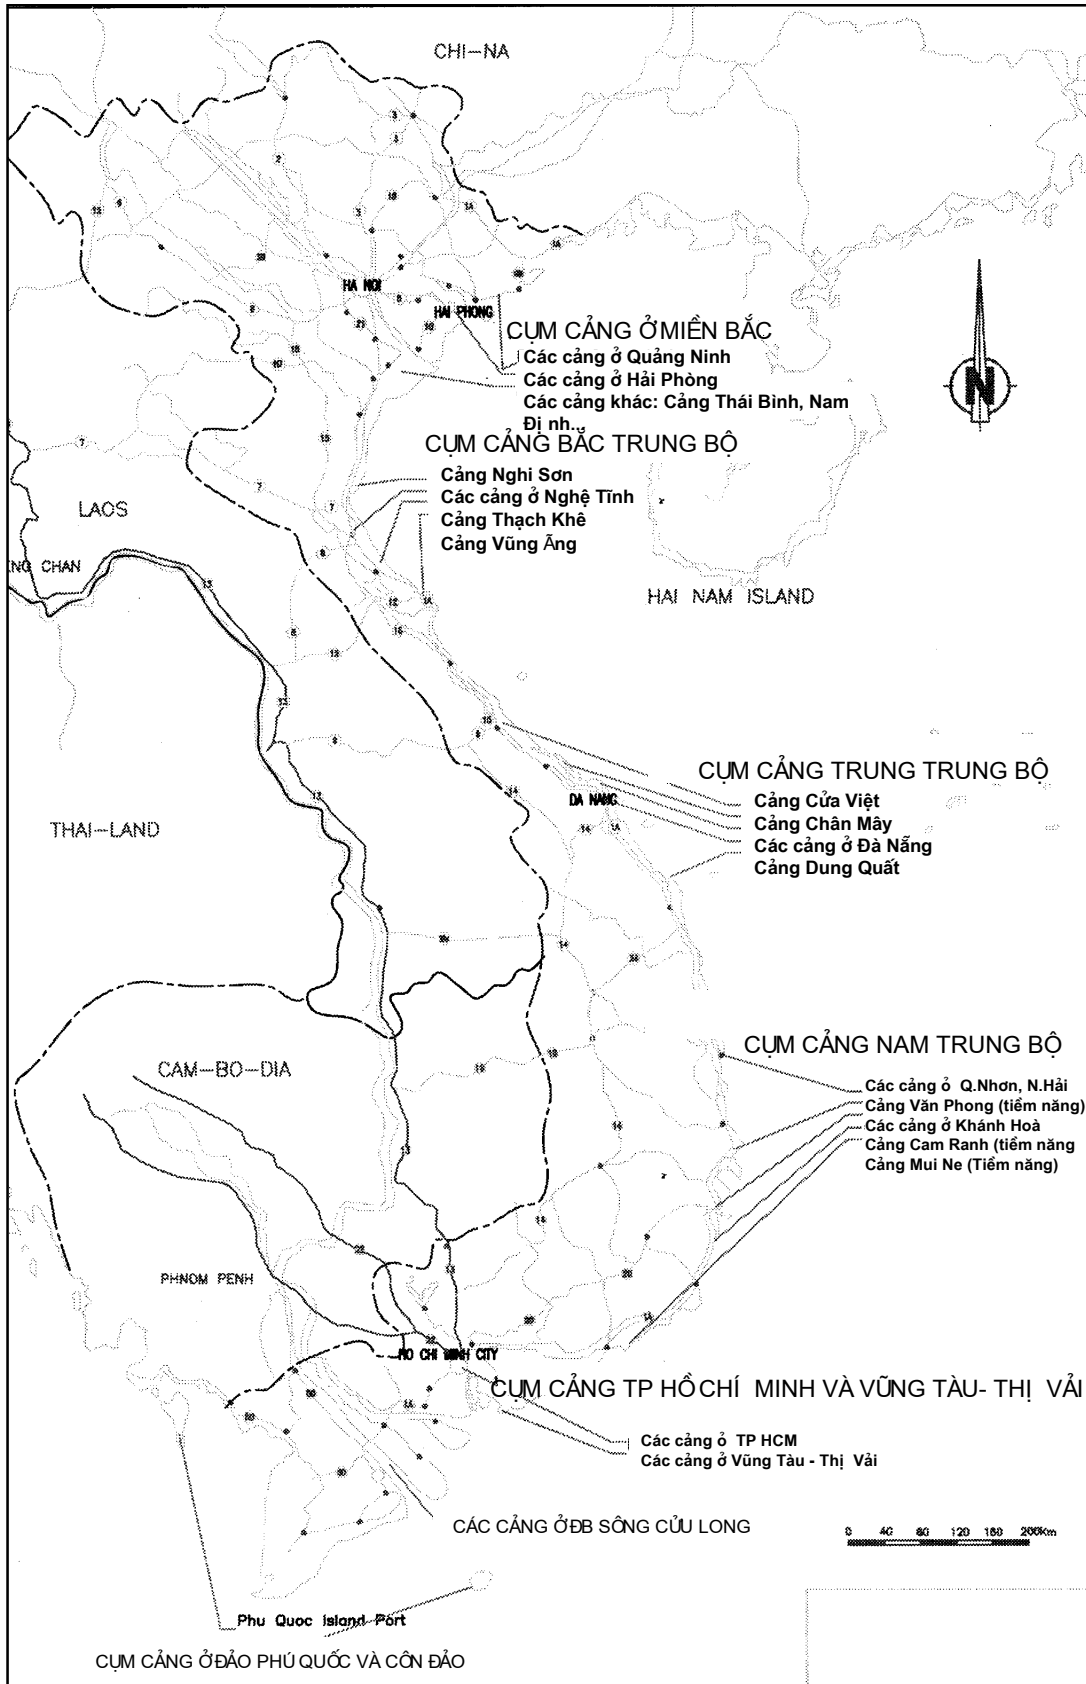 CHI-NA
HA NOI
HAI PHONG
CỤM CẢNG Ở MIỀN BẮC
Các cảng ở Quảng Ninh
Các cảng ở Hải Phòng
Các cảng khác: Cảng Thái Bình, Nam
Định...
CỤM CẢNG BẮC TRUNG BỘ
Cảng Nghi Sơn
Các cảng ở Nghệ Tĩnh
Cảng Thạch Khê
Cảng Vũng Ãng
LAOS
NG CHAN
HAI NAM ISLAND
N
CỤM CẢNG TRUNG TRUNG BỘ
Cảng Cửa Việt
Cảng Chân Mây
Các cảng ở Đà Nẵng
Cảng Dung Quất
DA NANG
THAI-LAND
CỤM CẢNG NAM TRUNG BỘ
Các cảng ỏ Q.Nhơn, N.Hải
Cảng Văn Phong (tiềm năng)
Các cảng ở Khánh Hoà
Cảng Cam Ranh (tiềm năng
Cảng Mui Ne (Tiềm năng)
CAM-BO-DIA
PHNOM PENH
HO CHI MINH CITY
CỤM CẢNG TP HỒ CHÍ MINH VÀ VŨNG TÀU- THỊ VẢI
Các cảng ỏ TP HCM
Các cảng ở Vũng Tàu - Thị Vải
CÁC CẢNG Ở ĐB SÔNG CỬU LONG
0 40 80 120 160 200Km
Phu Quoc Island Port
CỤM CẢNG Ở ĐẢO PHÚ QUỐC VÀ CÔN ĐẢO